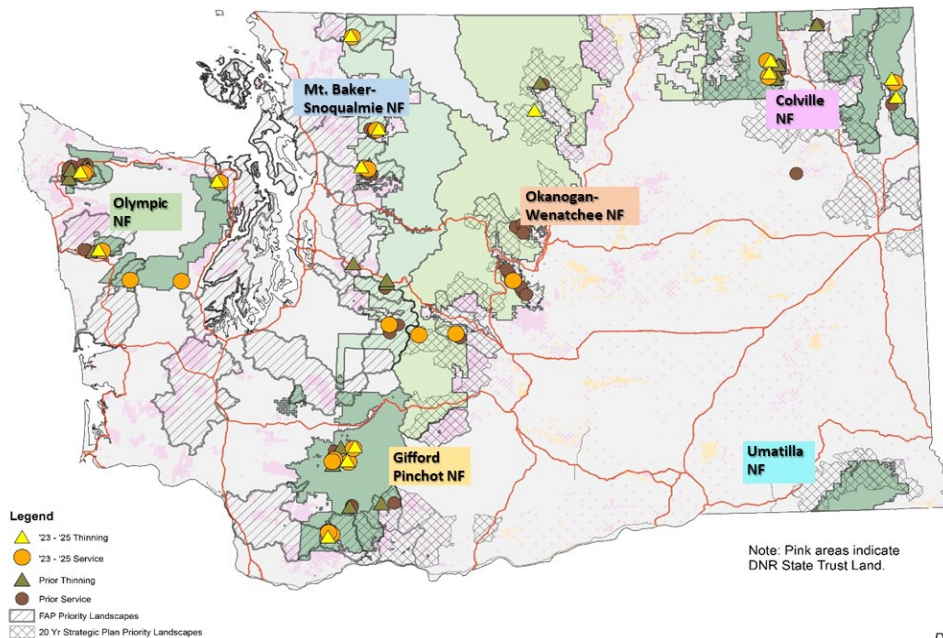 Mt. Baker-
Snoqualmie NF
Colville
NF
Okanogan-
Wenatchee NF
Olympic
NF
Gifford
Pinchot NF
Umatilla
NF
Legend
'23 - '25 Thinning
'23 - '25 Service
Prior Thinning
Prior Service
FAP Priority Landscapes
20 Yr Strategic Plan Priority Landscapes
Note: Pink areas indicate
DNR State Trust Land.